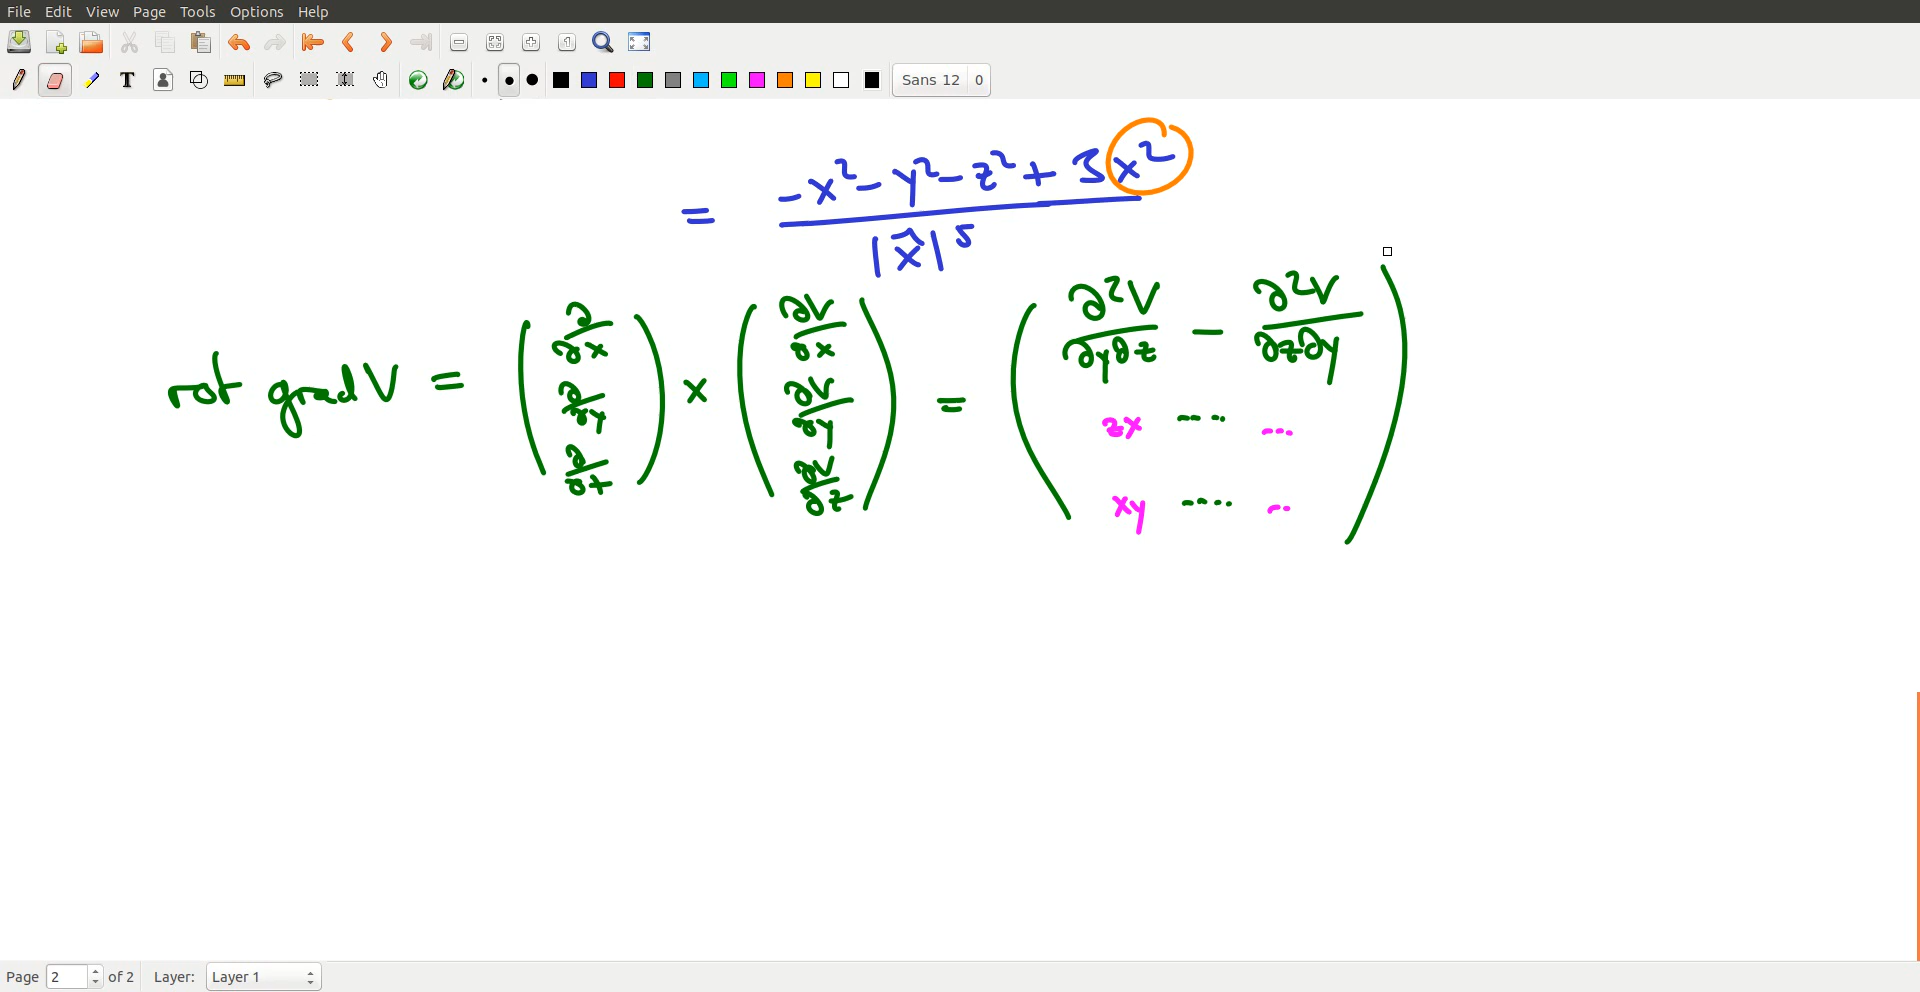 File Edit View Page Tools Options Help
Sans 12 0
= (-x² - y² - z² + 3x²) / |x⃗|⁵
rot grad V = (∂/∂x, ∂/∂y, ∂/∂z) × (∂V/∂x, ∂V/∂y, ∂V/∂z) = (∂²V/∂y∂z - ∂²V/∂z∂y
zx ---- ...
xy ----- ..)
Page 2 of 2 Layer: Layer 1